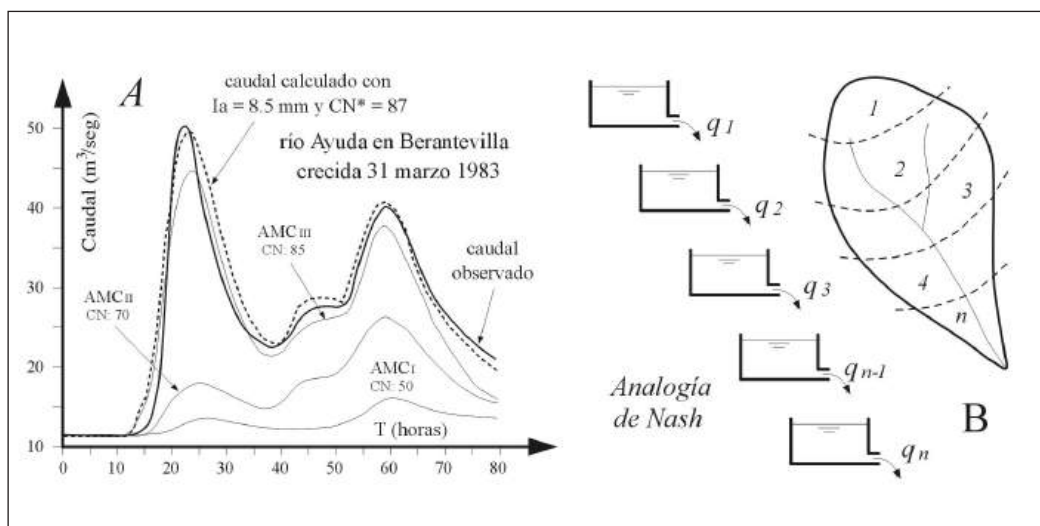 A
caudal calculado con
Ia = 8.5 mm y CN* = 87
río Ayuda en Berantevilla
crecida 31 marzo 1983
Caudal (m³/seg)
50
40
30
20
10
AMC III
CN: 85
caudal
observado
AMC II
CN: 70
AMC I
CN: 50
T (horas)
0 10 20 30 40 50 60 70 80
q 1
q 2
q 3
q n-1
q n
Analogía
de Nash
1
2
3
4
n
B